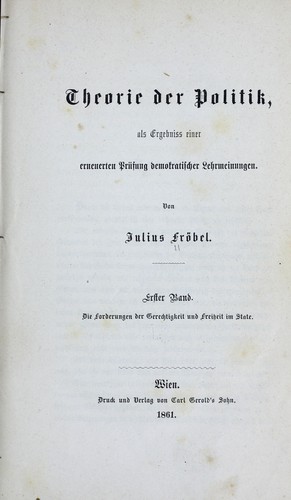 Theorie der Politik,
als Ergebniss einer
erneuerten Prüfung demokratischer Lehrmeinungen.
Von
Julius Fröbel.
Erster Band.
Die Forderungen der Gerechtigkeit und Freiheit im State.
Wien.
Druck und Verlag von Carl Gerold's Sohn.
1861.